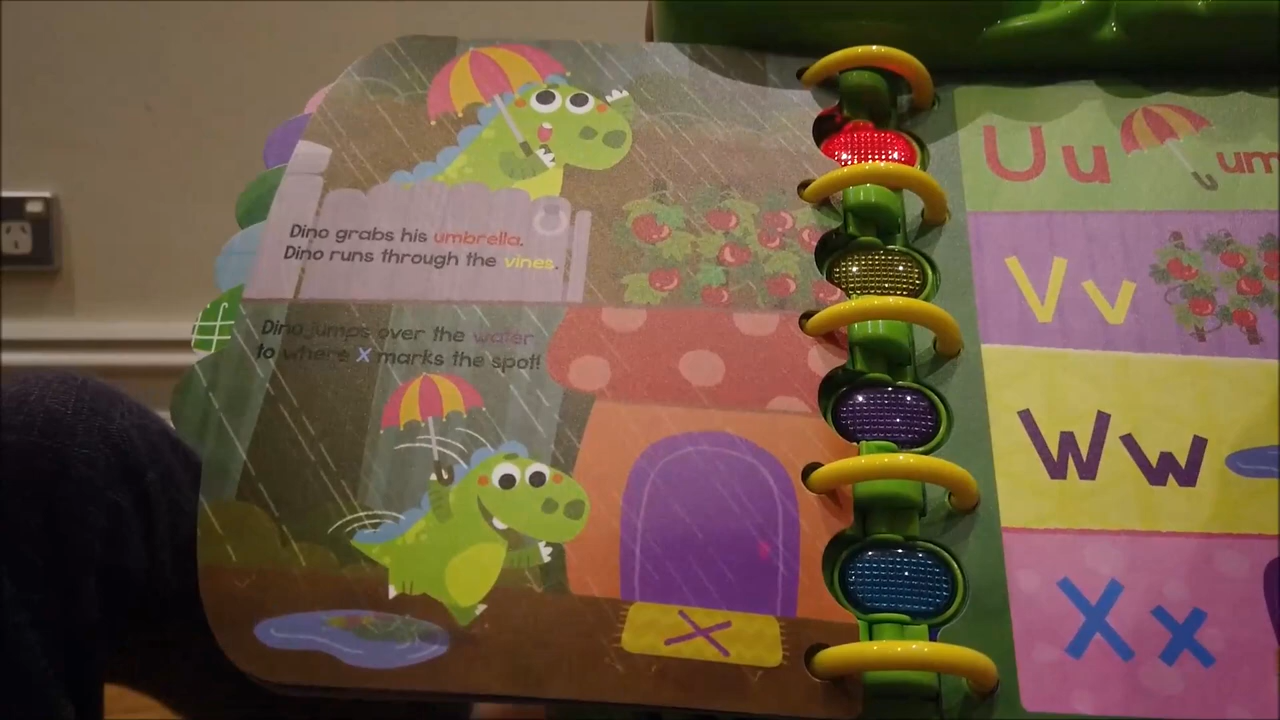 Dino grabs his umbrella.
Dino runs through the vines.
Dino jumps over the water
to where X marks the spot!
X
Uu
um
Vv
Ww
Xx